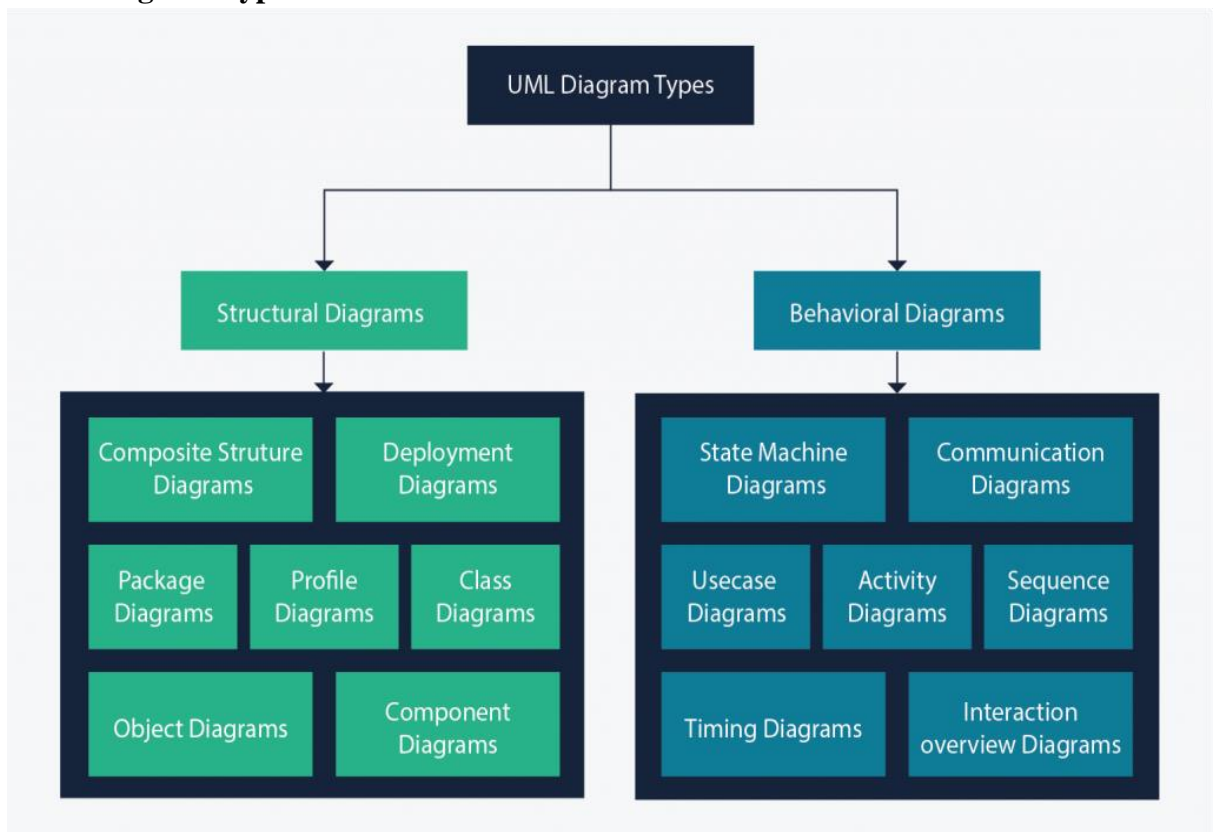 UML Diagram Types
Structural Diagrams
Behavioral Diagrams
Composite Struture
Diagrams
Deployment
Diagrams
Package
Diagrams
Profile
Diagrams
Class
Diagrams
Object Diagrams
Component
Diagrams
State Machine
Diagrams
Communication
Diagrams
Usecase
Diagrams
Activity
Diagrams
Sequence
Diagrams
Timing Diagrams
Interaction
overview Diagrams